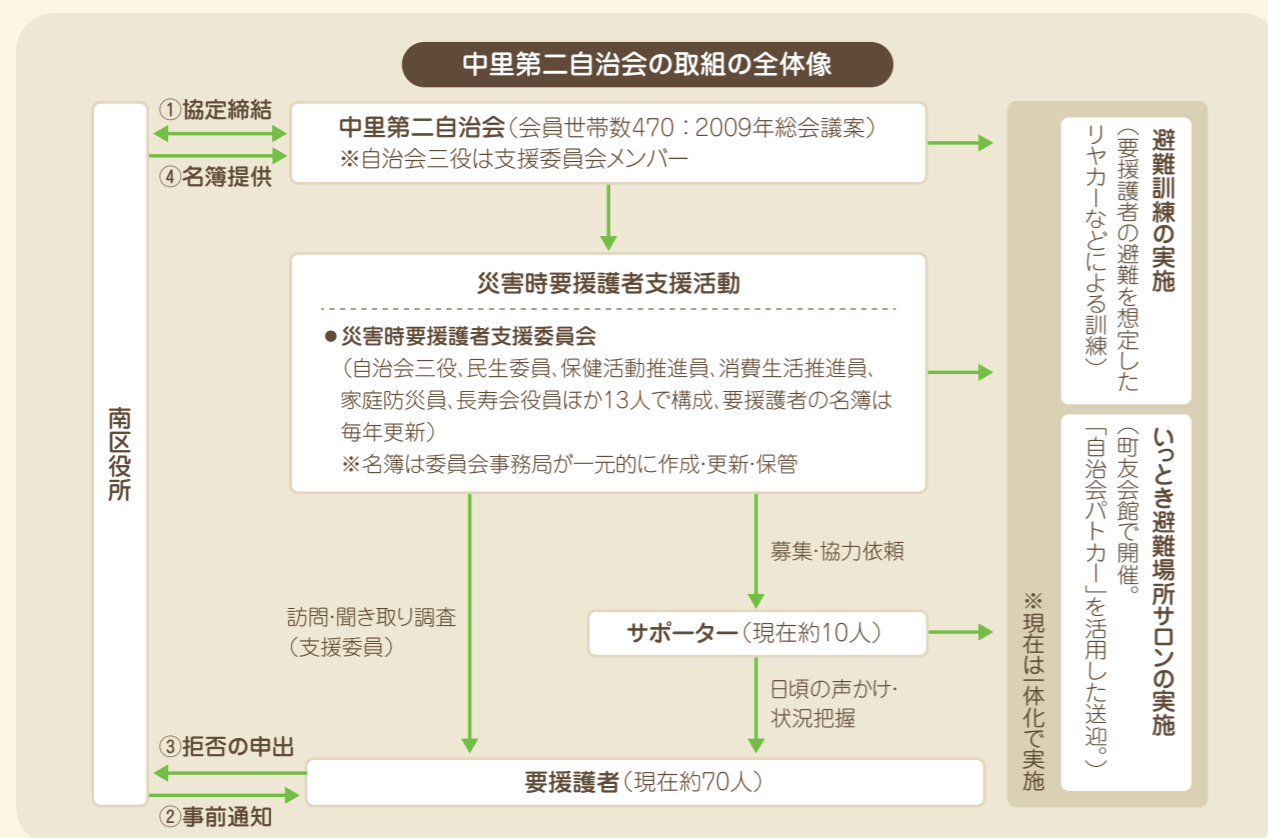 中里第二自治会の取組の全体像
①協定締結
④名簿提供
中里第二自治会（会員世帯数470：2009年総会議案）
※自治会三役は支援委員会メンバー
災害時要援護者支援活動
●災害時要援護者支援委員会
（自治会三役、民生委員、保健活動推進員、消費生活推進員、
家庭防災員、長寿会役員ほか13人で構成、要援護者の名簿は
毎年更新）
※名簿は委員会事務局が一元的に作成・更新・保管
南区役所
訪問・聞き取り調査
（支援委員）
募集・協力依頼
サポーター（現在約10人）
日頃の声かけ・
状況把握
③拒否の申出
②事前通知
要援護者（現在約70人）
避難訓練の実施
（要援護者の避難を想定した
リヤカーなどによる訓練）
いっとき避難場所サロンの実施
（町友会館で開催。
「自治会パトカー」を活用した送迎。）
※現在は一体化で実施